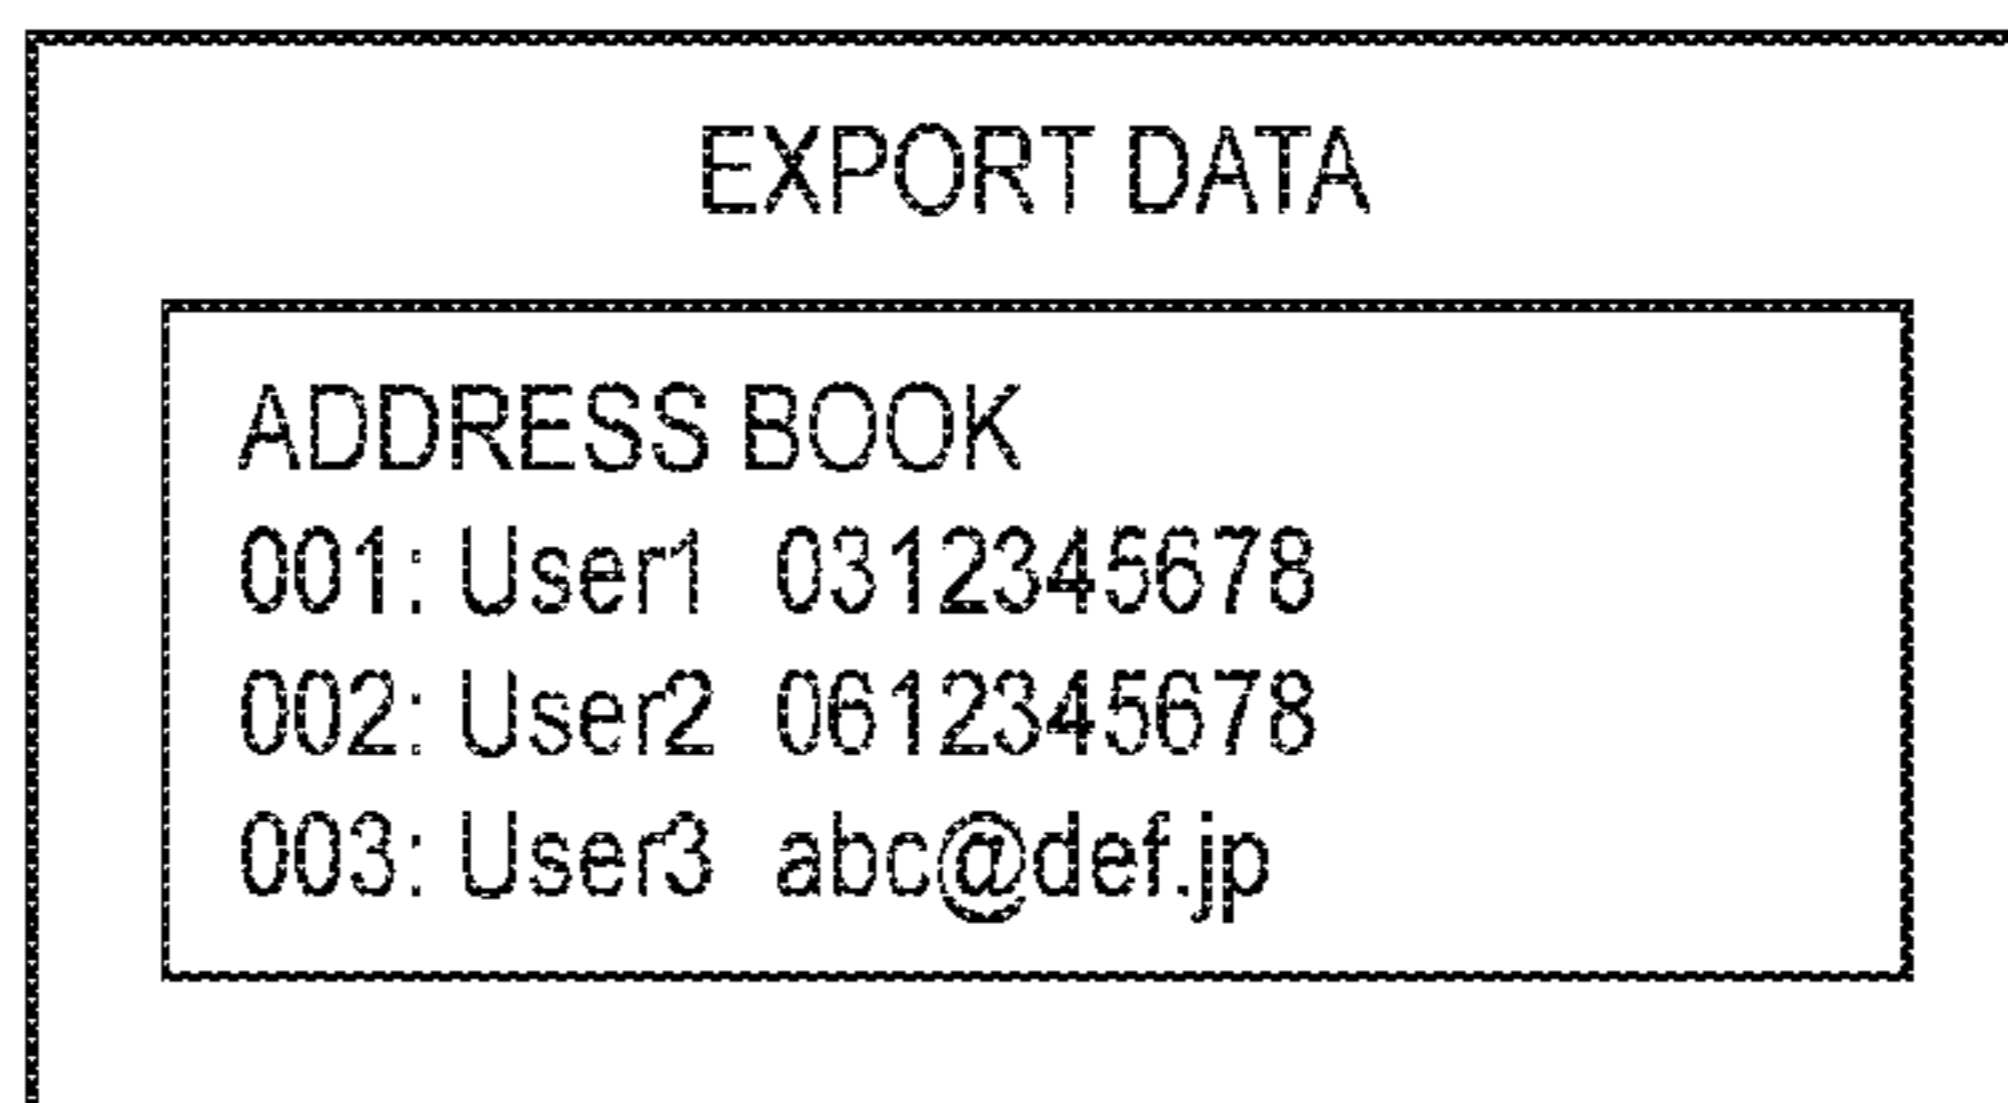 EXPORT DATA
ADDRESS BOOK
001: User1 0312345678
002: User2 0612345678
003: User3 abc@def.jp